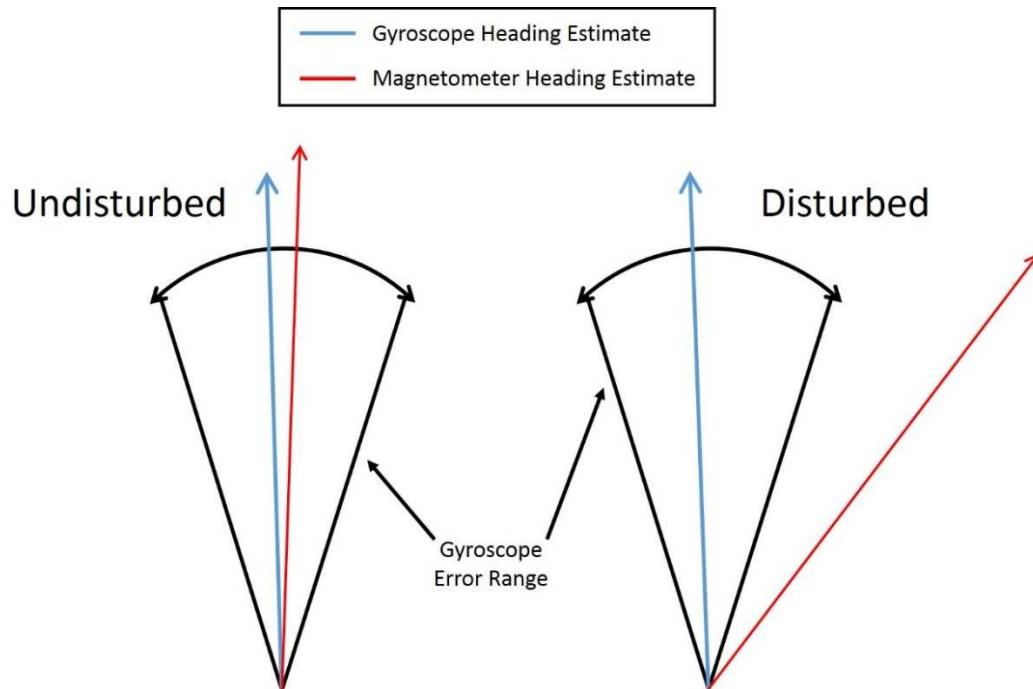 Gyroscope Heading Estimate
Magnetometer Heading Estimate
Undisturbed
Disturbed
Gyroscope
Error Range